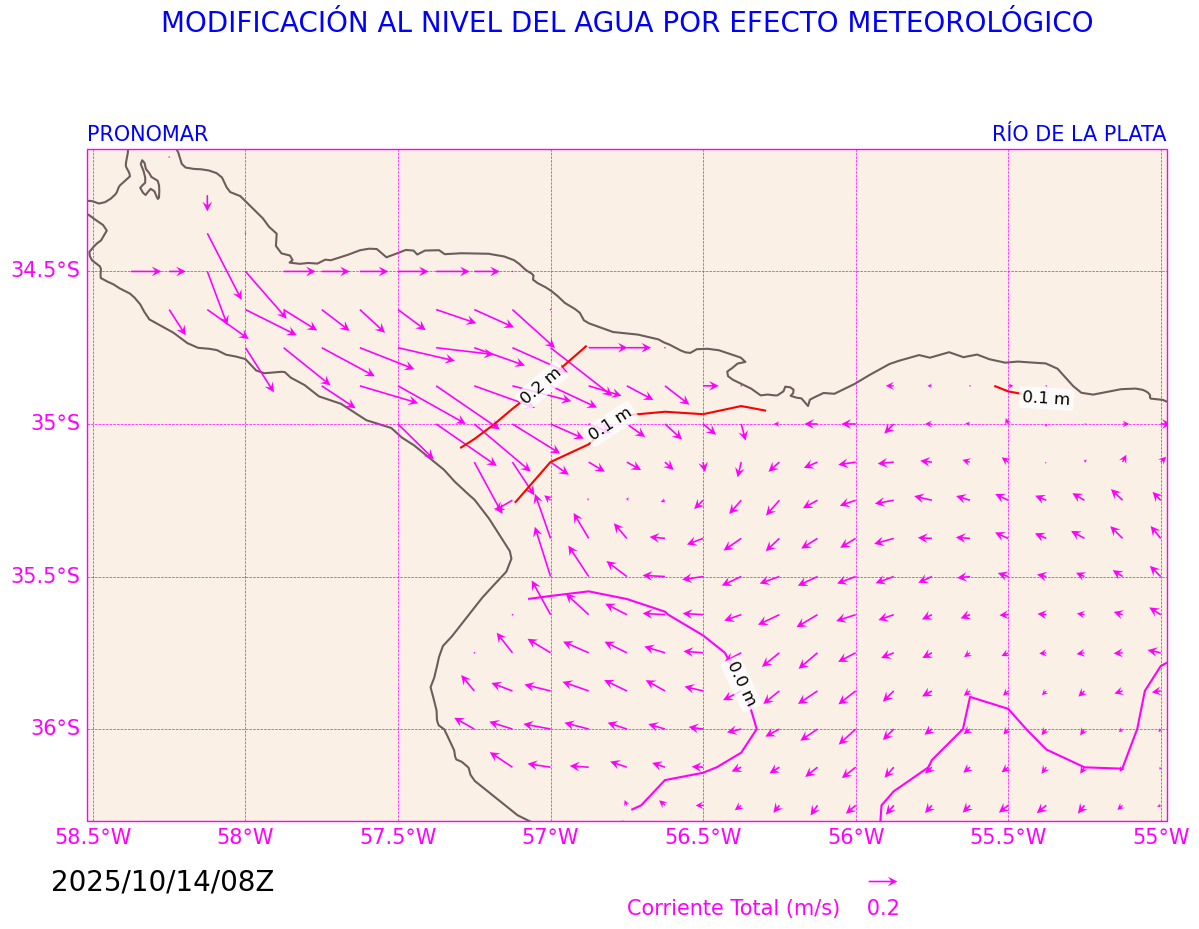 MODIFICACIÓN AL NIVEL DEL AGUA POR EFECTO METEOROLÓGICO
PRONOMAR
RÍO DE LA PLATA
34.5°S
0.2 m
0.1 m
0.1 m
35°S
35.5°S
0.0 m
36°S
58.5°W 58°W 57.5°W 57°W 56.5°W 56°W 55.5°W 55°W
2025/10/14/08Z
Corriente Total (m/s) 0.2